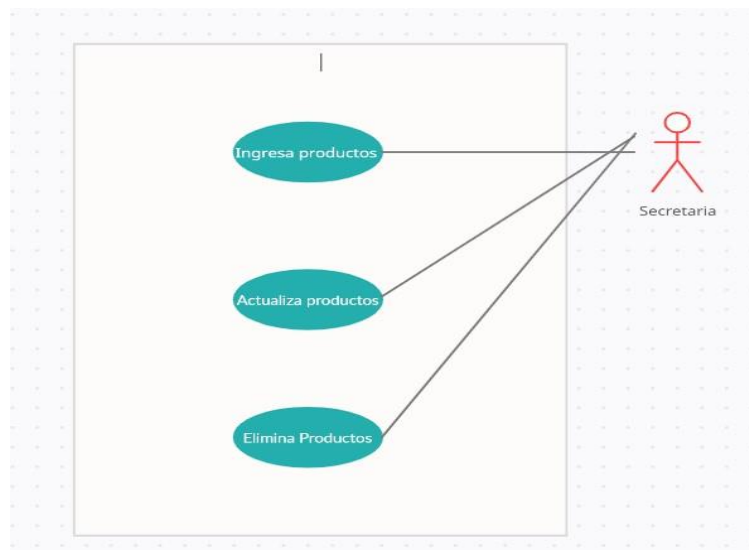 Ingresa productos
Secretaria
Actualiza productos
Elimina Productos